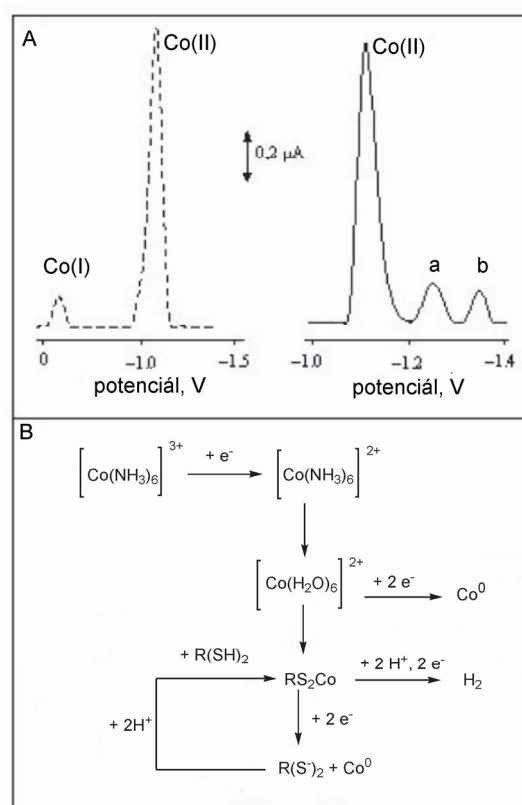 A
Co(II)
Co(II)
0,2 µA
Co(I)
a b
0 −1.0 −1.5
−1.0 −1.2 −1.4
potenciál, V
potenciál, V
B
[Co(NH3)6]3+ + e- [Co(NH3)6]2+
[Co(H2O)6]2+ + 2 e- Co0
+ R(SH)2
RS2Co + 2 H+, 2 e- H2
+ 2H+
+ 2 e-
R(S-)2 + Co0